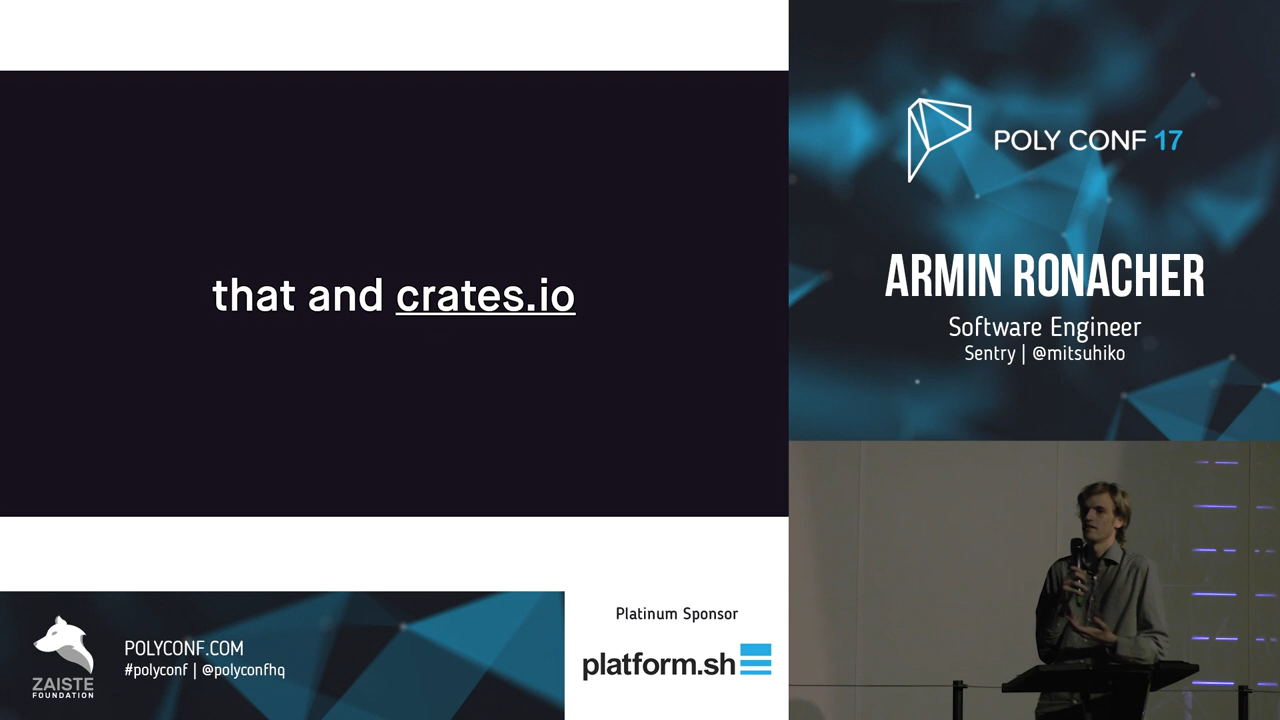 that and crates.io
POLY CONF 17
ARMIN RONACHER
Software Engineer
Sentry | @mitsuhiko
ZAISTE
FOUNDATION
POLYCONF.COM
#polyconf | @polyconfhq
Platinum Sponsor
platform.sh